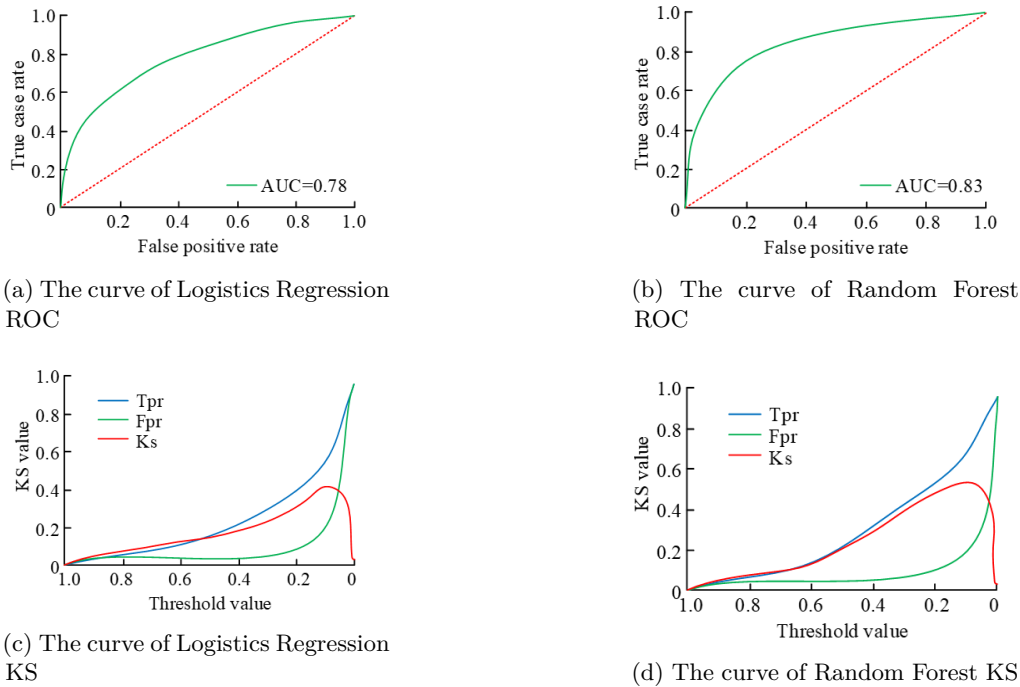 1.0
0.8
0.6
0.4
0.2
0
True case rate
AUC=0.78
0.2 0.4 0.6 0.8 1.0
False positive rate
(a) The curve of Logistics Regression
ROC
1.0
0.8
0.6
0.4
0.2
0
True case rate
AUC=0.83
0.2 0.4 0.6 0.8 1.0
False positive rate
(b) The curve of Random Forest
ROC
1.0
0.8
0.6
0.4
0.2
0
KS value
Tpr
Fpr
Ks
1.0 0.8 0.6 0.4 0.2 0
Threshold value
(c) The curve of Logistics Regression
KS
1.0
0.8
0.6
0.4
0.2
0
KS value
Tpr
Fpr
Ks
1.0 0.8 0.6 0.4 0.2 0
Threshold value
(d) The curve of Random Forest KS